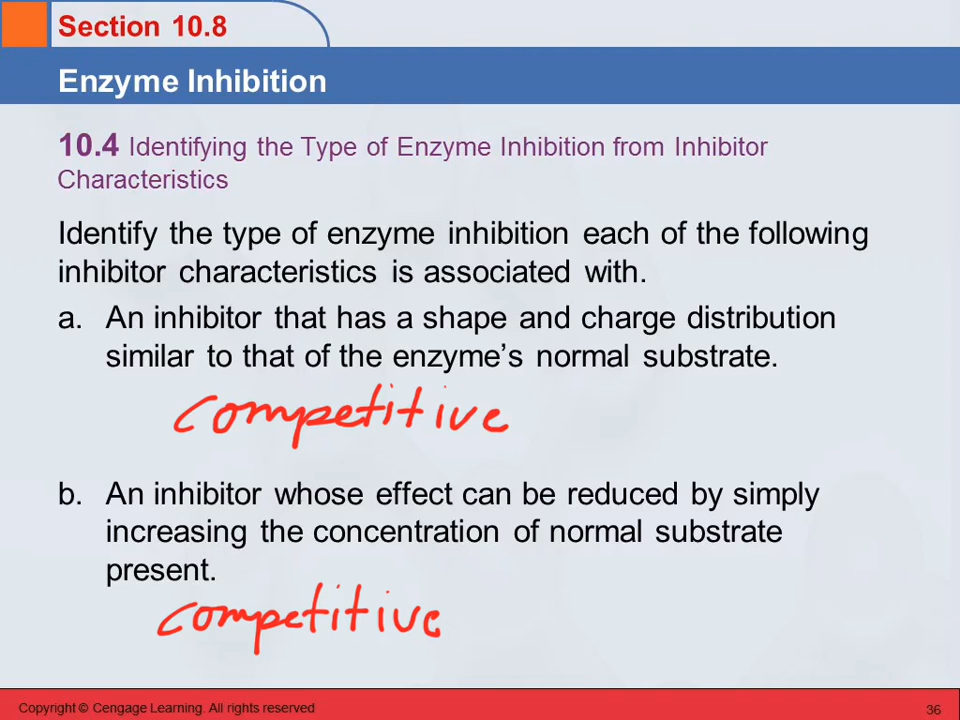 Section 10.8
Enzyme Inhibition
10.4 Identifying the Type of Enzyme Inhibition from Inhibitor
Characteristics
Identify the type of enzyme inhibition each of the following
inhibitor characteristics is associated with.
a. An inhibitor that has a shape and charge distribution
similar to that of the enzyme’s normal substrate.
competitive
b. An inhibitor whose effect can be reduced by simply
increasing the concentration of normal substrate
present.
competitive
Copyright © Cengage Learning. All rights reserved
36